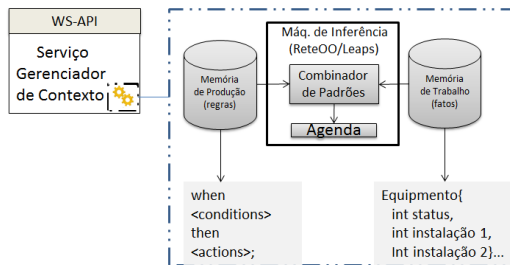 WS-API
Serviço
Gerenciador
de Contexto
Memória
de Produção
(regras)
Máq. de Inferência
(ReteOO/Leaps)
Combinador
de Padrões
Agenda
Memória
de Trabalho
(fatos)
when
<conditions>
then
<actions>;
Equipmento{
int status,
int instalação 1,
Int instalação 2}...